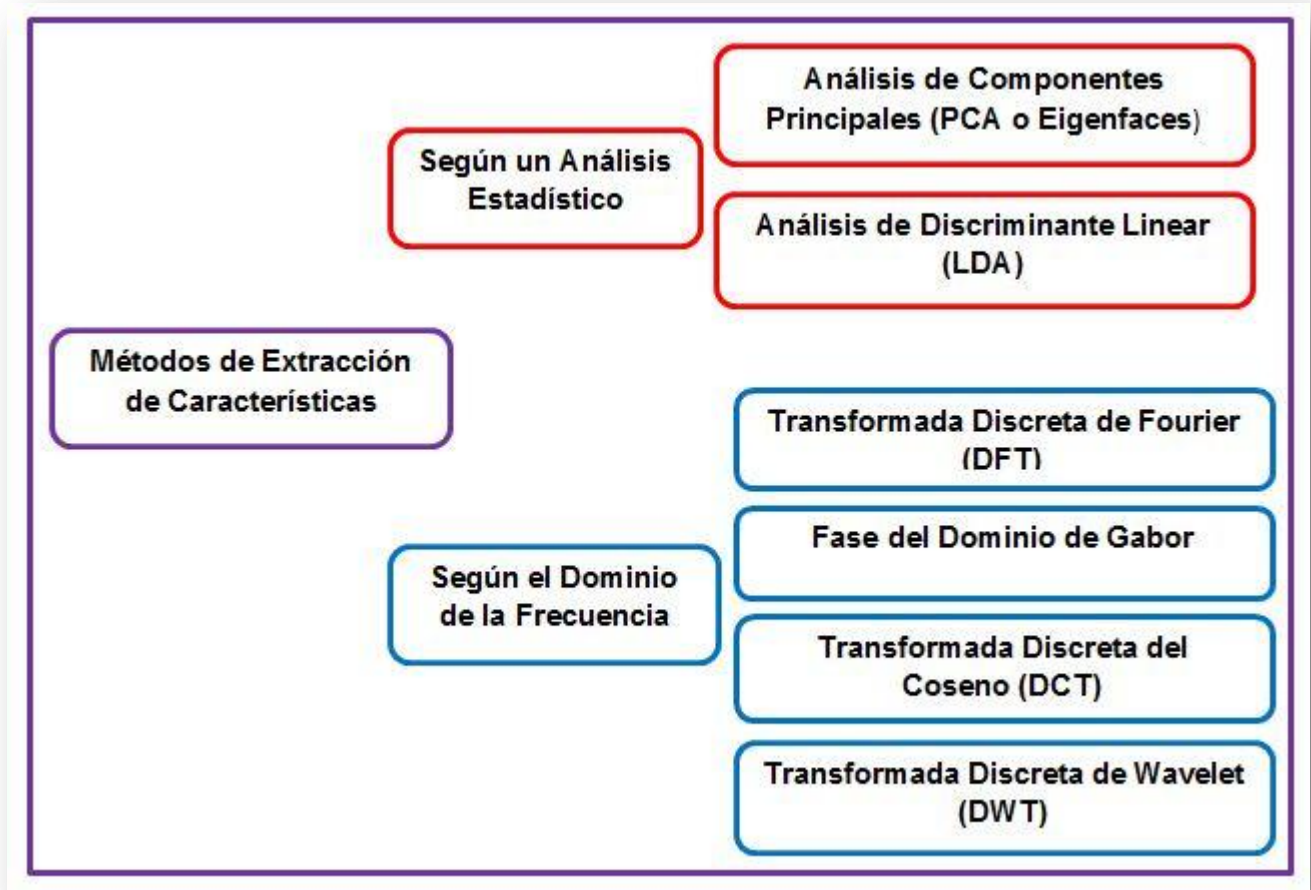 Análisis de Componentes
Principales (PCA o Eigenfaces)
Según un Análisis
Estadístico
Análisis de Discriminante Linear
(LDA)
Métodos de Extracción
de Características
Transformada Discreta de Fourier
(DFT)
Fase del Dominio de Gabor
Según el Dominio
de la Frecuencia
Transformada Discreta del
Coseno (DCT)
Transformada Discreta de Wavelet
(DWT)